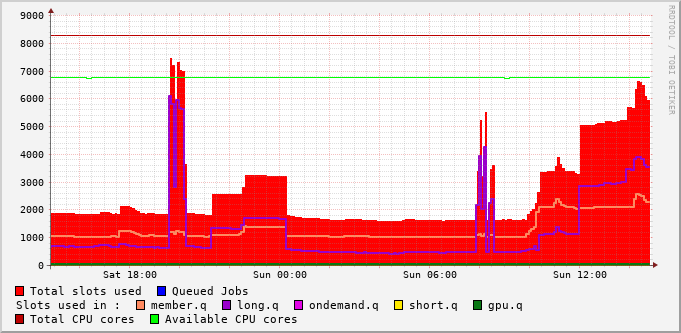 RRDTOOL / TOBI OETIKER
9000
8000
7000
6000
5000
4000
3000
2000
1000
0
Sat 18:00 Sun 00:00 Sun 06:00 Sun 12:00
Total slots used Queued Jobs
Slots used in : member.q long.q ondemand.q short.q gpu.q
Total CPU cores Available CPU cores